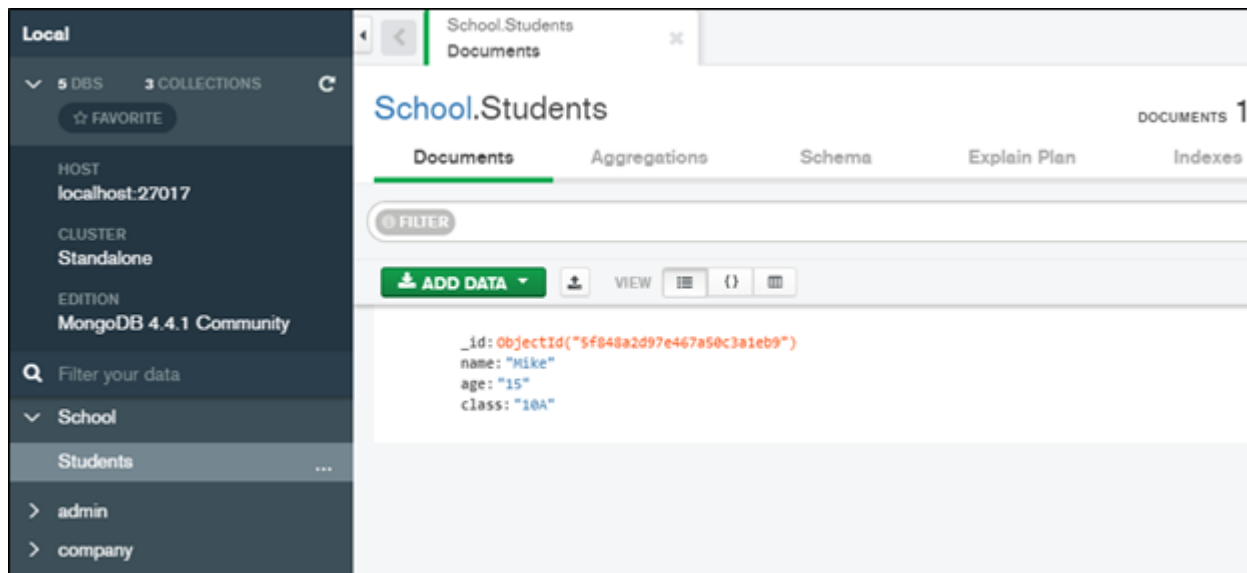 Local
5 DBS 3 COLLECTIONS
FAVORITE
HOST
localhost:27017
CLUSTER
Standalone
EDITION
MongoDB 4.4.1 Community
Filter your data
School
Students
...
admin
company
School.Students
Documents
School.Students
DOCUMENTS 1
Documents Aggregations Schema Explain Plan Indexes
FILTER
ADD DATA VIEW {}
_id: ObjectId("5f848a2d97e467a50c3a1eb9")
name: "Mike"
age: "15"
class: "10A"